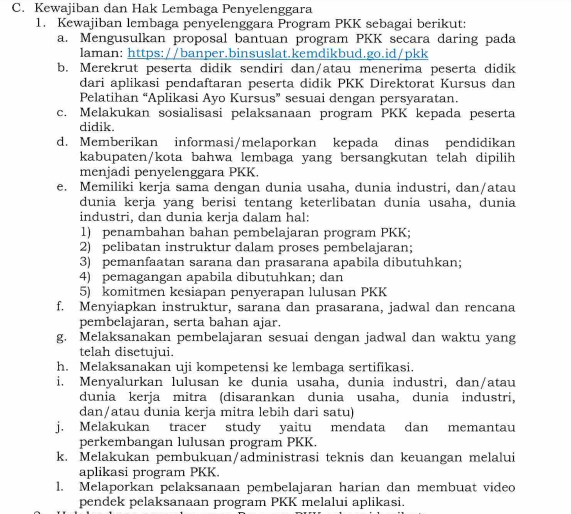 C. Kewajiban dan Hak Lembaga Penyelenggara
1. Kewajiban lembaga penyelenggara Program PKK sebagai berikut:
a. Mengusulkan proposal bantuan program PKK secara daring pada
laman: https://banper.binsuslat.kemdikbud.go.id/pkk
b. Merekrut peserta didik sendiri dan/atau menerima peserta didik
dari aplikasi pendaftaran peserta didik PKK Direktorat Kursus dan
Pelatihan “Aplikasi Ayo Kursus” sesuai dengan persyaratan.
c. Melakukan sosialisasi pelaksanaan program PKK kepada peserta
didik.
d. Memberikan informasi/melaporkan kepada dinas pendidikan
kabupaten/kota bahwa lembaga yang bersangkutan telah dipilih
menjadi penyelenggara PKK.
e. Memiliki kerja sama dengan dunia usaha, dunia industri, dan/atau
dunia kerja yang berisi tentang keterlibatan dunia usaha, dunia
industri, dan dunia kerja dalam hal:
1) penambahan bahan pembelajaran program PKK;
2) pelibatan instruktur dalam proses pembelajaran;
3) pemanfaatan sarana dan prasarana apabila dibutuhkan;
4) pemagangan apabila dibutuhkan; dan
5) komitmen kesiapan penyerapan lulusan PKK
f. Menyiapkan instruktur, sarana dan prasarana, jadwal dan rencana
pembelajaran, serta bahan ajar.
g. Melaksanakan pembelajaran sesuai dengan jadwal dan waktu yang
telah disetujui.
h. Melaksanakan uji kompetensi ke lembaga sertifikasi.
i. Menyalurkan lulusan ke dunia usaha, dunia industri, dan/atau
dunia kerja mitra (disarankan dunia usaha, dunia industri,
dan/atau dunia kerja mitra lebih dari satu)
j. Melakukan tracer study yaitu mendata dan memantau
perkembangan lulusan program PKK.
k. Melakukan pembukuan/administrasi teknis dan keuangan melalui
aplikasi program PKK.
l. Melaporkan pelaksanaan pembelajaran harian dan membuat video
pendek pelaksanaan program PKK melalui aplikasi.